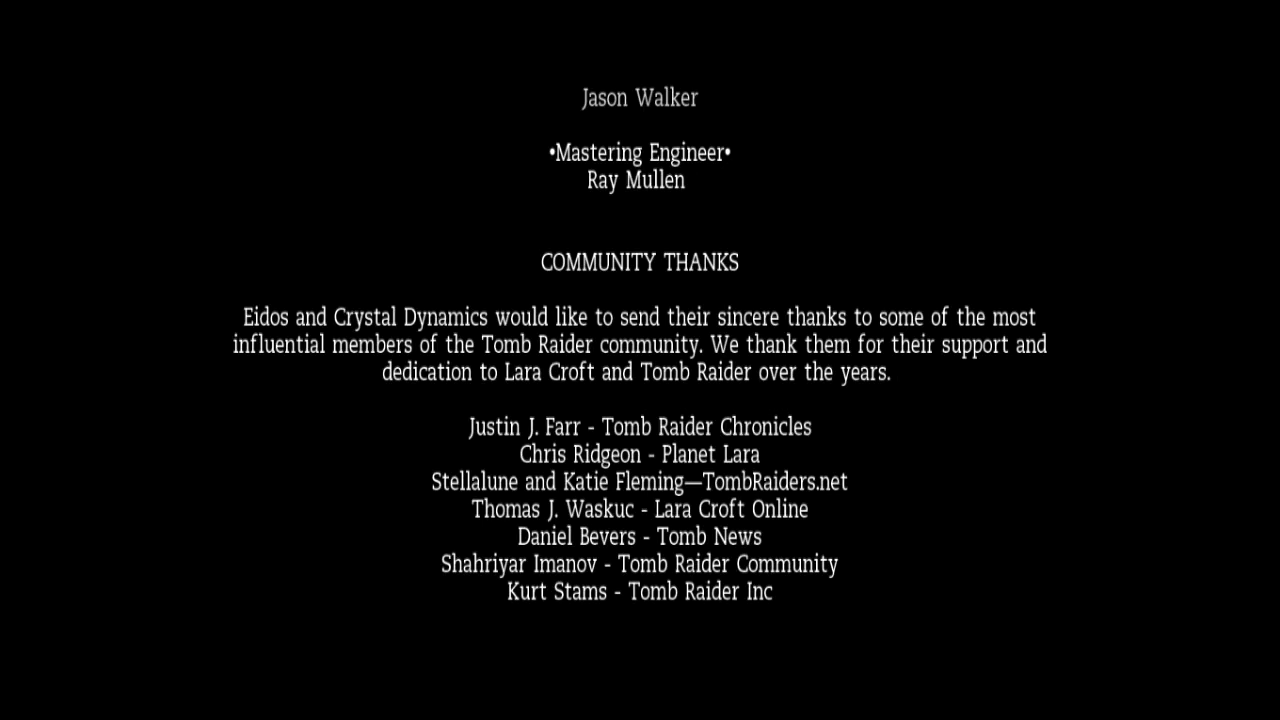 Jason Walker
•Mastering Engineer•
Ray Mullen
COMMUNITY THANKS
Eidos and Crystal Dynamics would like to send their sincere thanks to some of the most
influential members of the Tomb Raider community. We thank them for their support and
dedication to Lara Croft and Tomb Raider over the years.
Justin J. Farr - Tomb Raider Chronicles
Chris Ridgeon - Planet Lara
Stellalune and Katie Fleming—TombRaiders.net
Thomas J. Waskuc - Lara Croft Online
Daniel Bevers - Tomb News
Shahriyar Imanov - Tomb Raider Community
Kurt Stams - Tomb Raider Inc